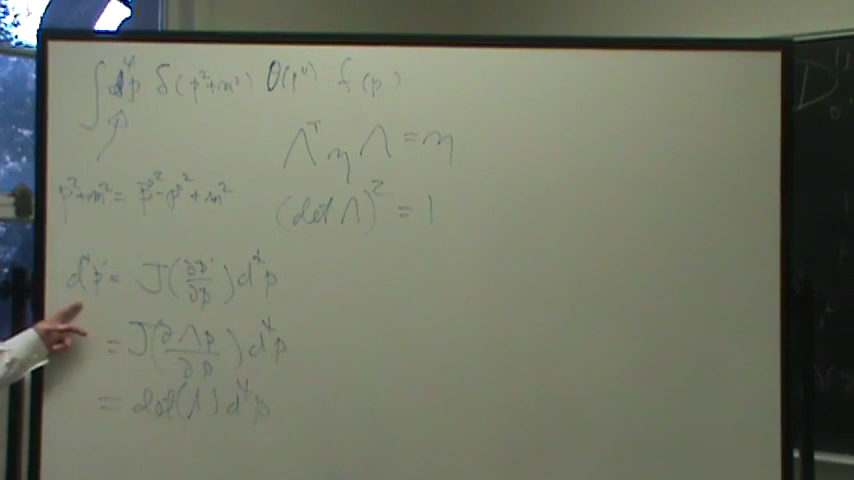 ∫ d⁴p δ(p²+m²) θ(p⁰) f(p)
Λᵀ η Λ = η
p²+m² = p⃗² - p⁰² + m²
(det Λ)² = 1
d⁴p' = J(∂p'/∂p) d⁴p
= J(∂Λp/∂p) d⁴p
= det(Λ) d⁴p